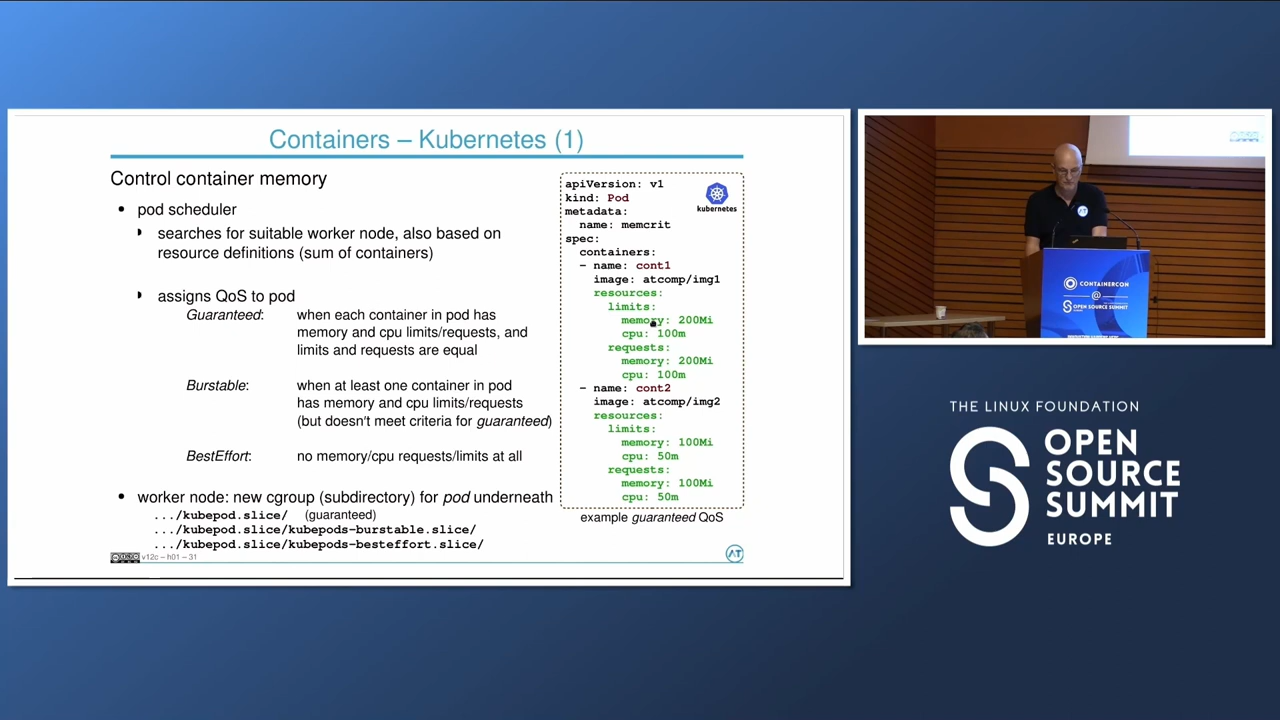 Containers – Kubernetes (1)
Control container memory
• pod scheduler
searches for suitable worker node, also based on
resource definitions (sum of containers)
assigns QoS to pod
Guaranteed: when each container in pod has
memory and cpu limits/requests, and
limits and requests are equal
Burstable: when at least one container in pod
has memory and cpu limits/requests
(but doesn't meet criteria for guaranteed)
BestEffort: no memory/cpu requests/limits at all
• worker node: new cgroup (subdirectory) for pod underneath
.../kubepod.slice/ (guaranteed)
.../kubepod.slice/kubepods-burstable.slice/
.../kubepod.slice/kubepods-besteffort.slice/
v12c – h01 – 31
apiVersion: v1
kind: Pod
metadata:
name: memcrit
spec:
containers:
- name: cont1
image: atcomp/img1
resources:
limits:
memory: 200Mi
cpu: 100m
requests:
memory: 200Mi
cpu: 100m
- name: cont2
image: atcomp/img2
resources:
limits:
memory: 100Mi
cpu: 50m
requests:
memory: 100Mi
cpu: 50m
kubernetes
example guaranteed QoS
AT
CONTAINERCON
@
OPEN SOURCE SUMMIT
THE LINUX FOUNDATION
OPEN
SOURCE
SUMMIT
EUROPE